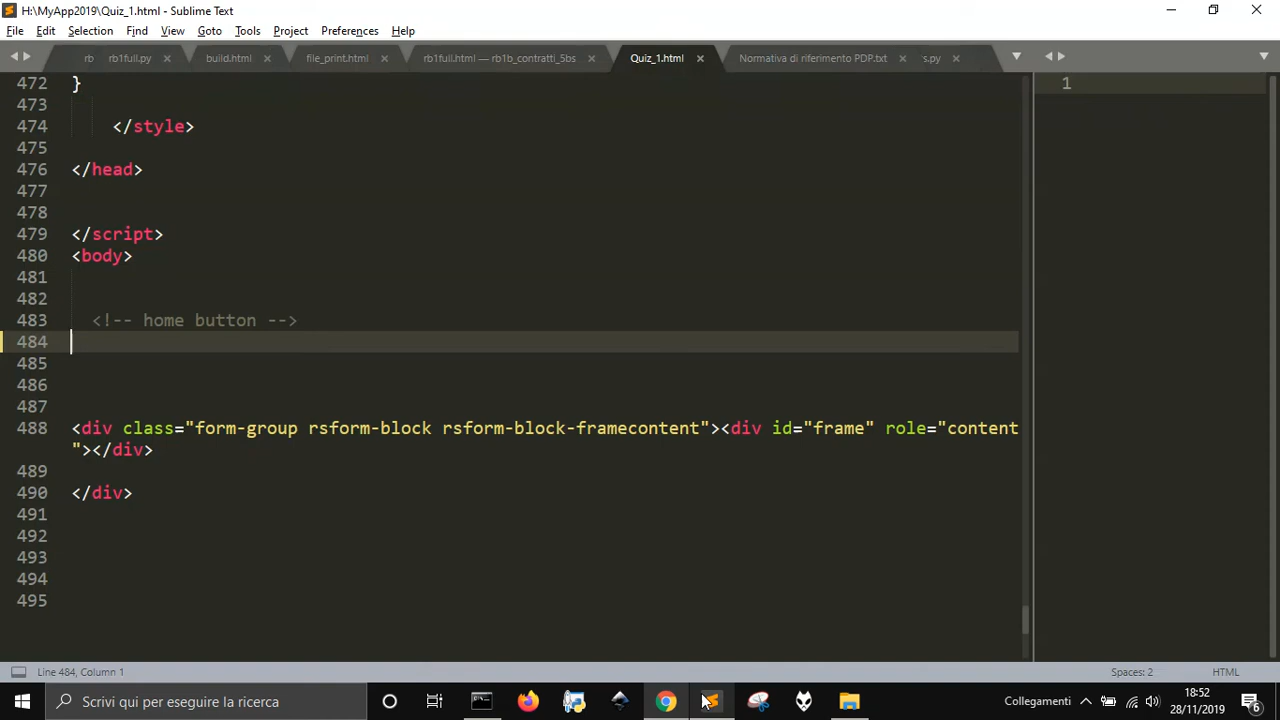 H:\MyApp2019\Quiz_1.html - Sublime Text
File Edit Selection Find View Goto Tools Project Preferences Help
rb rb1full.py build.html file_print.html rb1full.html — rb1b_contratti_5bs Quiz_1.html Normativa di riferimento PDP.txt s.py
472 }
473
474 </style>
475
476 </head>
477
478
479 </script>
480 <body>
481
482
483 <!-- home button -->
484
485
486
487
488 <div class="form-group rsform-block rsform-block-framecontent"><div id="frame" role="content
"></div>
489
490 </div>
491
492
493
494
495
1
Line 484, Column 1 Spaces: 2 HTML
Scrivi qui per eseguire la ricerca
Collegamenti
18:52
28/11/2019
6